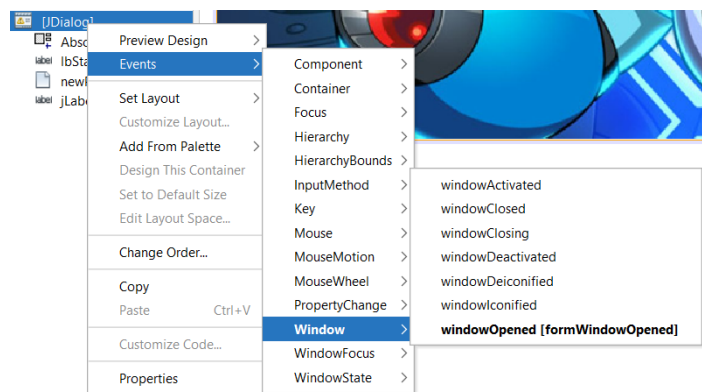 [JDialog]
Abso
label lbSta
newP
label jLabe
Preview Design
Events
Set Layout
Customize Layout...
Add From Palette
Design This Container
Set to Default Size
Edit Layout Space...
Change Order...
Copy
Paste Ctrl+V
Customize Code...
Properties
Component
Container
Focus
Hierarchy
HierarchyBounds
InputMethod
Key
Mouse
MouseMotion
MouseWheel
PropertyChange
Window
WindowFocus
WindowState
windowActivated
windowClosed
windowClosing
windowDeactivated
windowDeiconified
windowIconified
windowOpened [formWindowOpened]